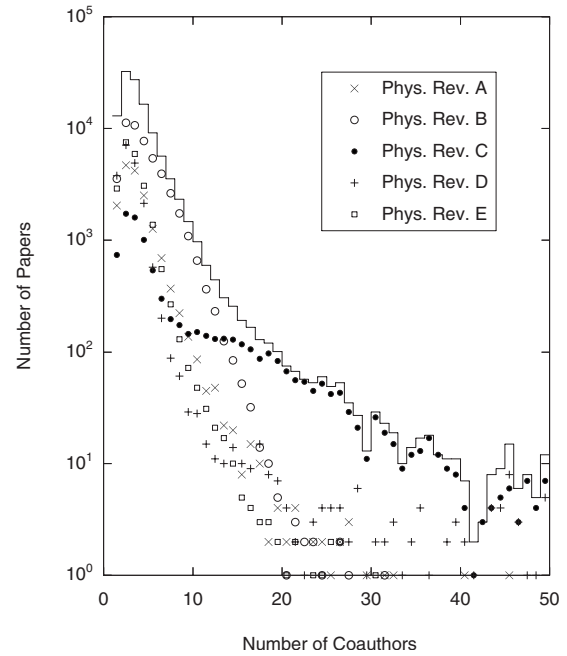 10^5
10^4
10^3
10^2
10^1
10^0
Number of Papers
Phys. Rev. A
Phys. Rev. B
Phys. Rev. C
Phys. Rev. D
Phys. Rev. E
0 10 20 30 40 50
Number of Coauthors